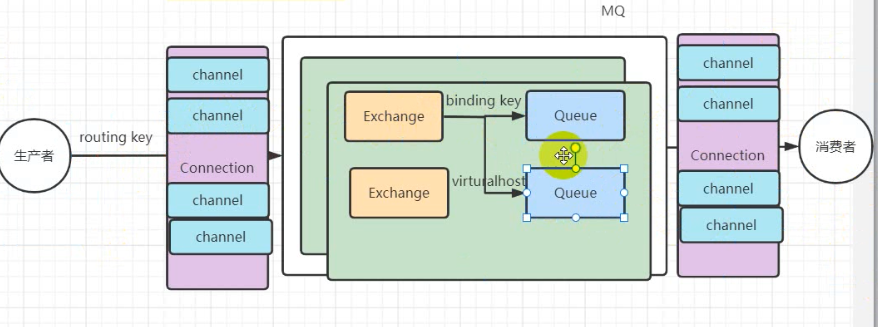 MQ
生产者
routing key
channel
channel
Connection
channel
channel
Exchange
binding key
Queue
Exchange
virturalhost
Queue
channel
channel
Connection
channel
channel
消费者